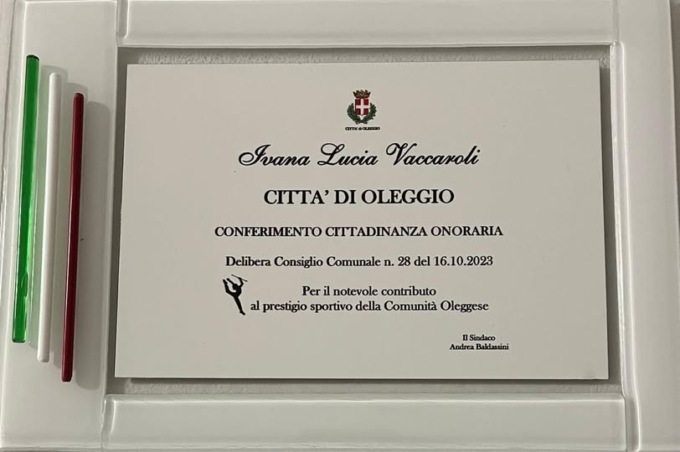 CITTA' di OLEGGIO
Ivana Lucia Vaccaroli
CITTA' DI OLEGGIO
CONFERIMENTO CITTADINANZA ONORARIA
Delibera Consiglio Comunale n. 28 del 16.10.2023
Per il notevole contributo
al prestigio sportivo della Comunità Oleggese
Il Sindaco
Andrea Baldassini